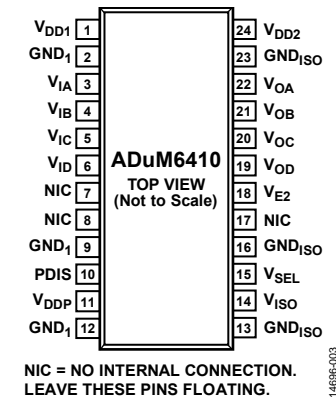 VDD1 1
GND1 2
VIA 3
VIB 4
VIC 5
VID 6
NIC 7
NIC 8
GND1 9
PDIS 10
VDDP 11
GND1 12
ADuM6410
TOP VIEW
(Not to Scale)
24 VDD2
23 GNDISO
22 VOA
21 VOB
20 VOC
19 VOD
18 VE2
17 NIC
16 GNDISO
15 VSEL
14 VISO
13 GNDISO
NIC = NO INTERNAL CONNECTION.
LEAVE THESE PINS FLOATING.
14696-003